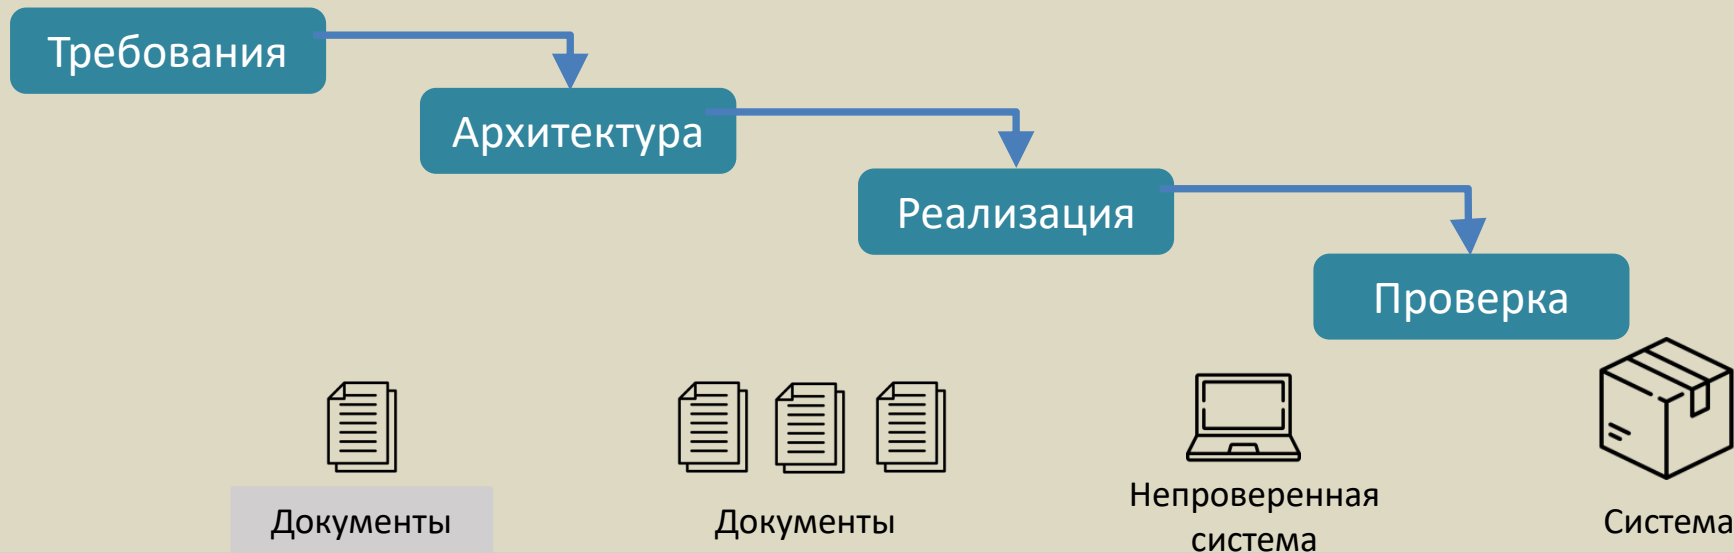 Требования
Архитектура
Реализация
Проверка
Документы
Документы
Непроверенная
система
Система